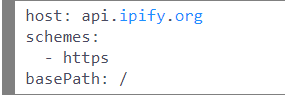 host: api.ipify.org
schemes:
  - https
basePath: /